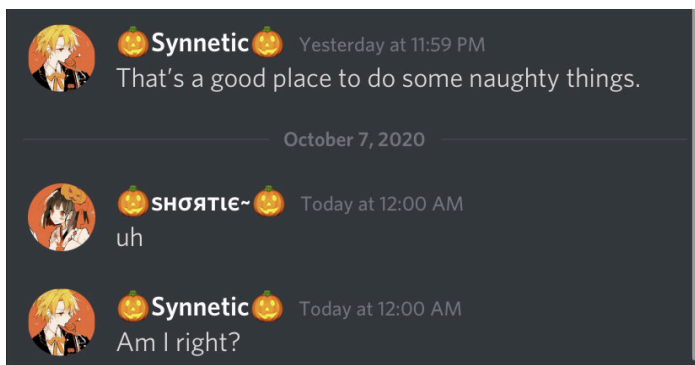 🎃Synnetic🎃 Yesterday at 11:59 PM
That’s a good place to do some naughty things.
October 7, 2020
🎃ѕнσятιє~🎃 Today at 12:00 AM
uh
🎃Synnetic🎃 Today at 12:00 AM
Am I right?